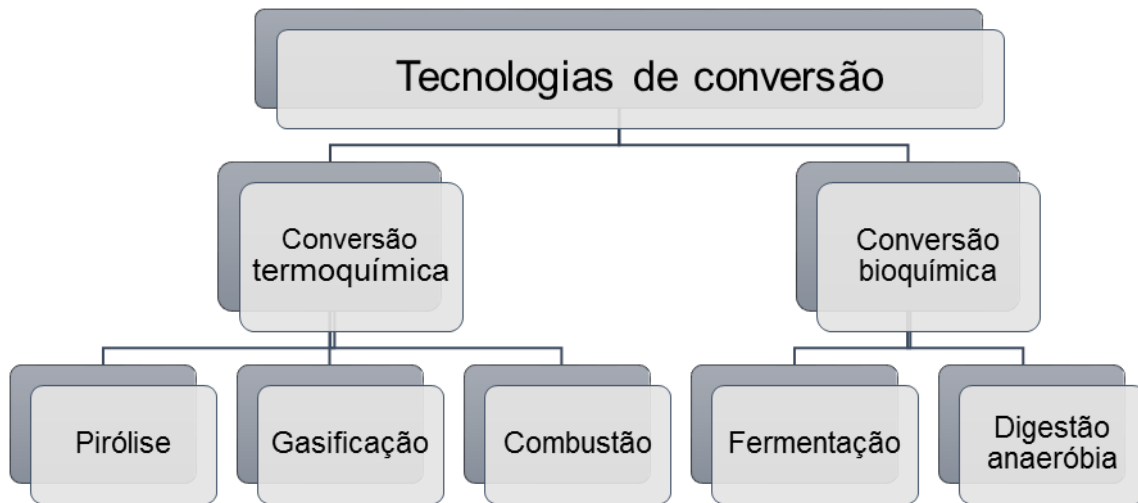 Tecnologias de conversão
Conversão
termoquímica
Conversão
bioquímica
Pirólise
Gasificação
Combustão
Fermentação
Digestão
anaeróbia